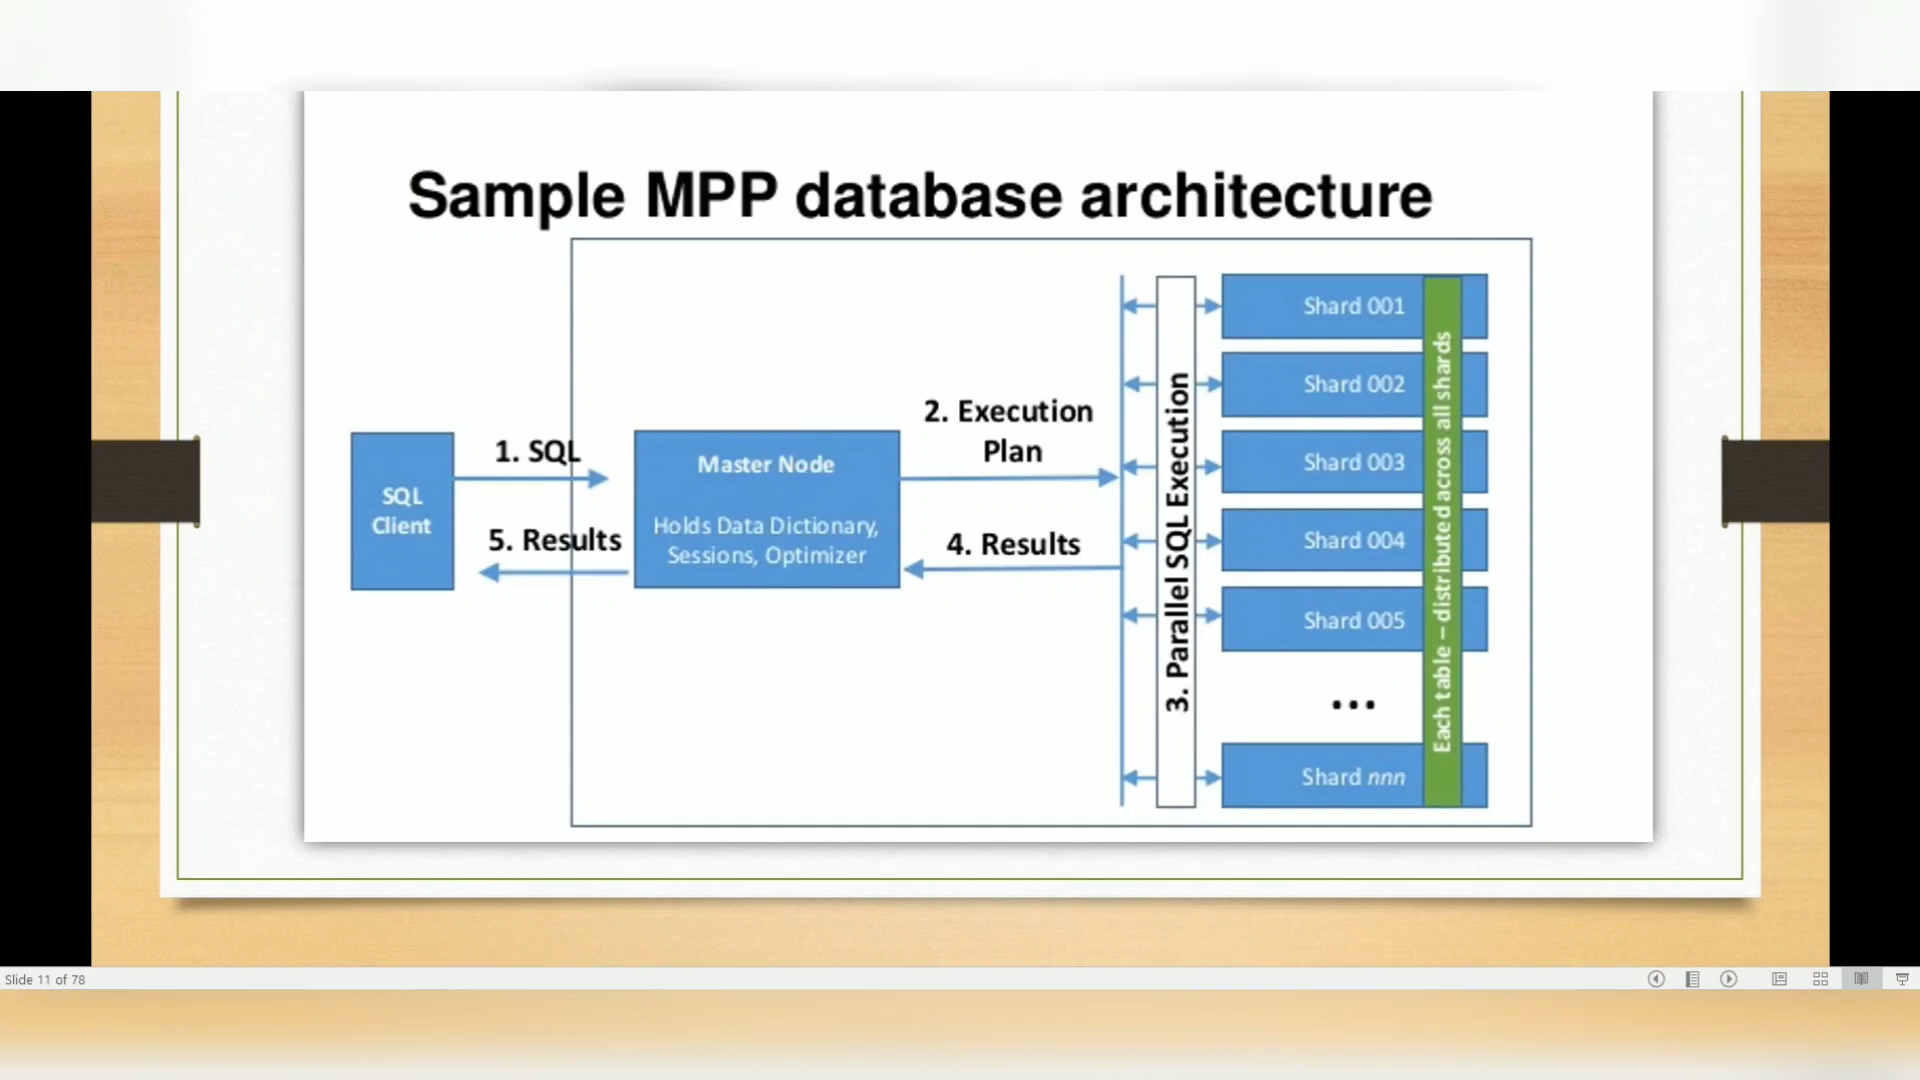 Sample MPP database architecture
SQL
Client
1. SQL
5. Results
Master Node
Holds Data Dictionary,
Sessions, Optimizer
2. Execution
Plan
4. Results
3. Parallel SQL Execution
Shard 001
Shard 002
Shard 003
Shard 004
Shard 005
...
Shard nnn
Each table – distributed across all shards
Slide 11 of 78